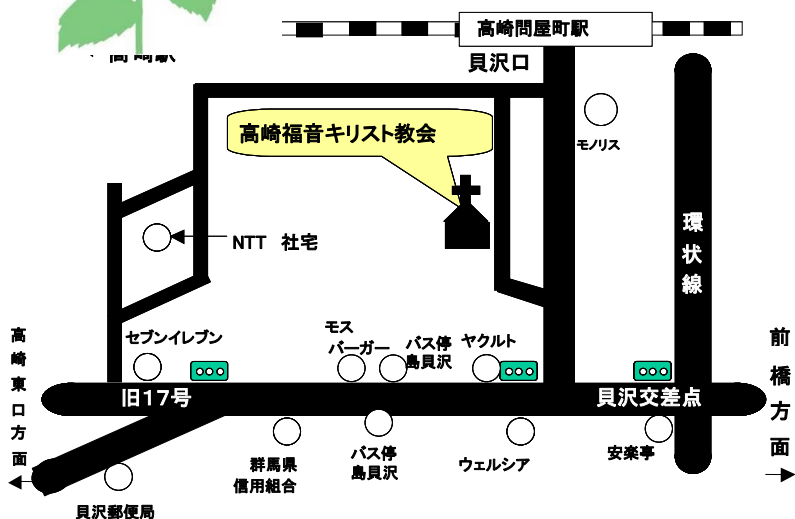 高崎問屋町駅
高崎駅
貝沢口
高崎福音キリスト教会
モノリス
環状線
NTT 社宅
高崎東口方面
セブンイレブン
モス
バーガー
バス停
島貝沢
ヤクルト
前橋方面
旧17号
貝沢交差点
群馬県
信用組合
バス停
島貝沢
ウェルシア
安楽亭
貝沢郵便局